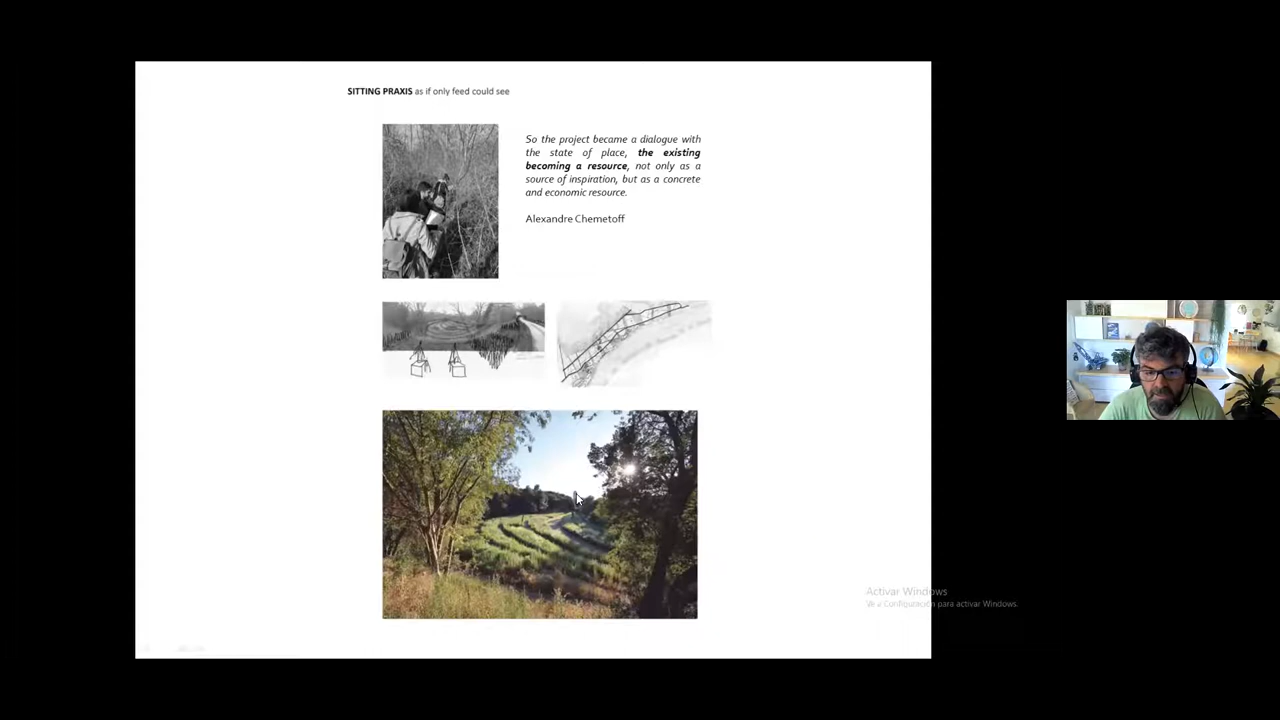 SITTING PRAXIS as if only feed could see
So the project became a dialogue with
the state of place, the existing
becoming a resource, not only as a
source of inspiration, but as a concrete
and economic resource.
Alexandre Chemetoff
Activar Windows
Ve a Configuración para activar Windows.